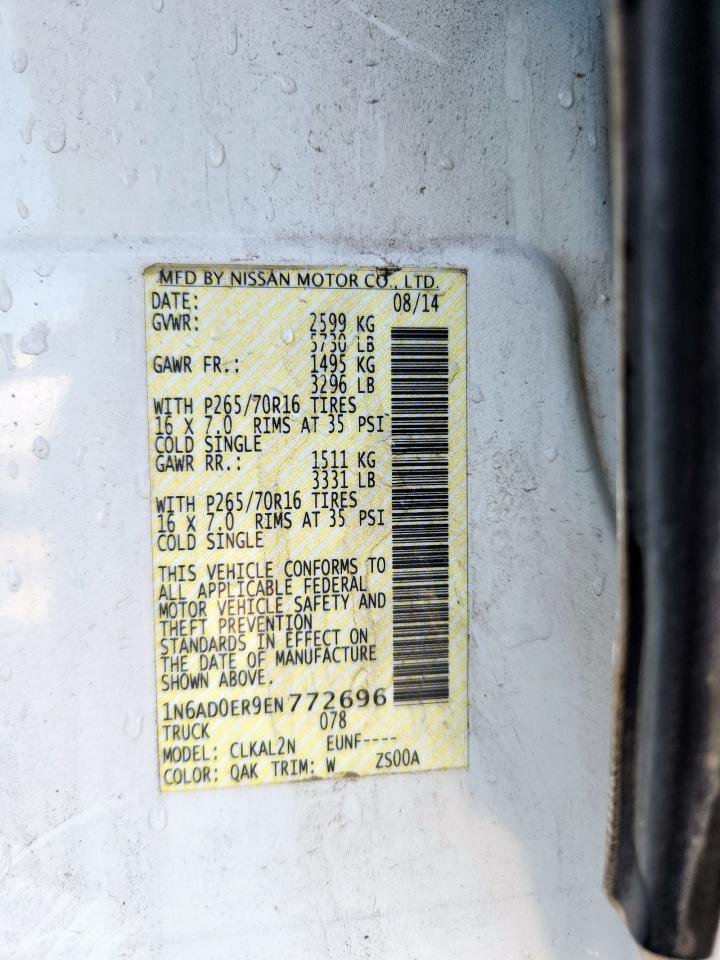 MFD BY NISSAN MOTOR CO., LTD.
DATE: 08/14
GVWR: 2599 KG
5730 LB
GAWR FR.: 1495 KG
3296 LB
WITH P265/70R16 TIRES
16 X 7.0 RIMS AT 35 PSI
COLD SINGLE
GAWR RR.: 1511 KG
3331 LB
WITH P265/70R16 TIRES
16 X 7.0 RIMS AT 35 PSI
COLD SINGLE
THIS VEHICLE CONFORMS TO
ALL APPLICABLE FEDERAL
MOTOR VEHICLE SAFETY AND
THEFT PREVENTION
STANDARDS IN EFFECT ON
THE DATE OF MANUFACTURE
SHOWN ABOVE.
1N6AD0ER9EN772696
TRUCK 078
MODEL: CLKAL2N EUNF----
COLOR: QAK TRIM: W ZS00A